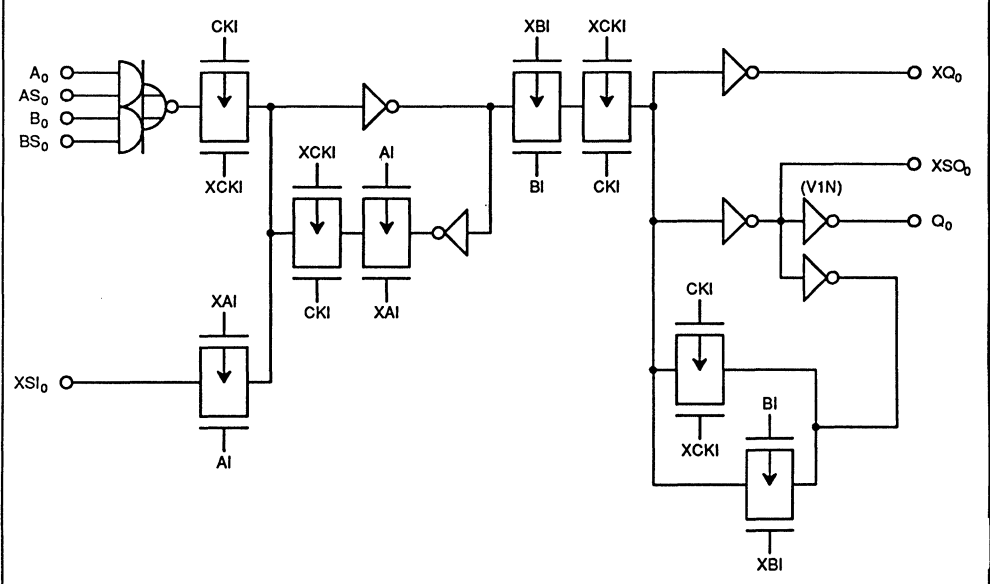 CKI
XBI
XCKI
A₀
AS₀
B₀
BS₀
XQ₀
XCKI
XCKI
AI
BI
CKI
XSO₀
(V1N)
Q₀
CKI
XAI
XAI
CKI
XSI₀
AI
XCKI
BI
XBI